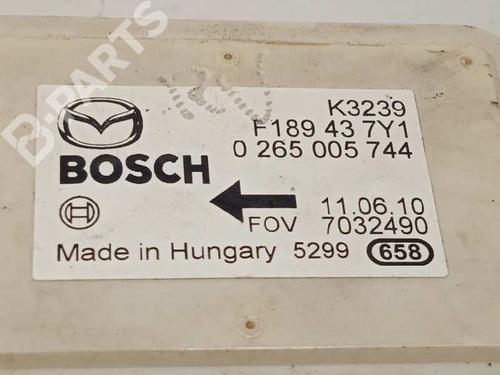 B-PARTS
K3239
F189 43 7Y1
BOSCH
0 265 005 744
11.06.10
FOV 7032490
Made in Hungary 5299 658